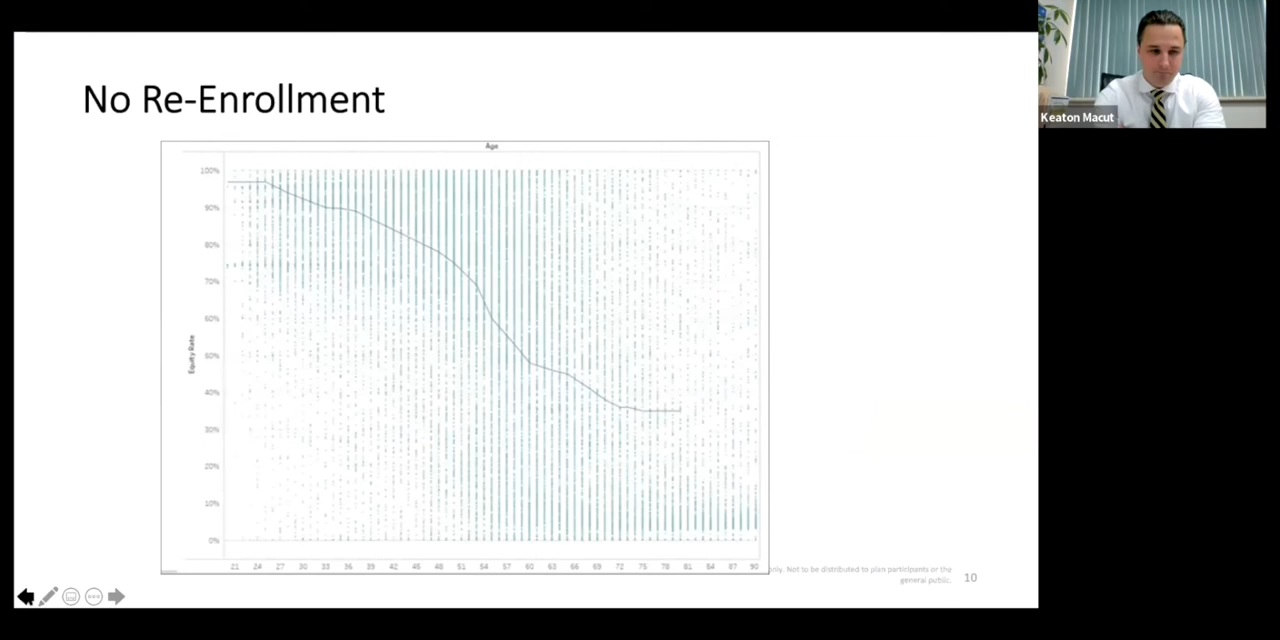 No Re-Enrollment
Keaton Macut
Age
100%
90%
80%
70%
60%
50%
40%
30%
20%
10%
0%
Equity Rate
21 24 27 30 33 36 39 42 45 48 51 54 57 60 63 66 69 72 75 78 81 84 87 90
only. Not to be distributed to plan participants or the
general public.
10